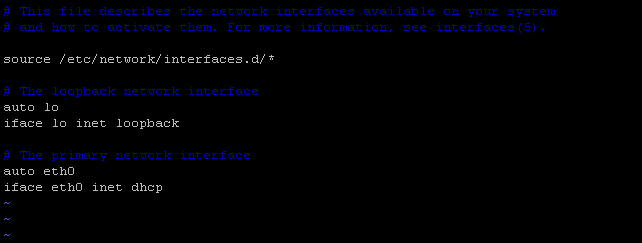 # This file describes the network interfaces available on your system
# and how to activate them. For more information, see interfaces(5).
source /etc/network/interfaces.d/*
# The loopback network interface
auto lo
iface lo inet loopback
# The primary network interface
auto eth0
iface eth0 inet dhcp
~
~
~